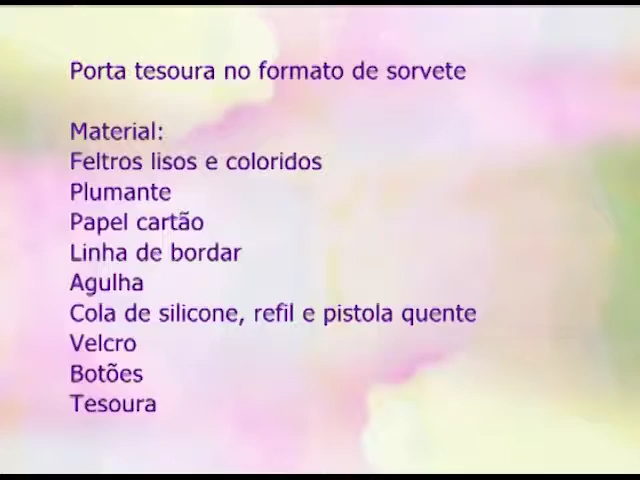 Porta tesoura no formato de sorvete
Material:
Feltros lisos e coloridos
Plumante
Papel cartão
Linha de bordar
Agulha
Cola de silicone, refil e pistola quente
Velcro
Botões
Tesoura